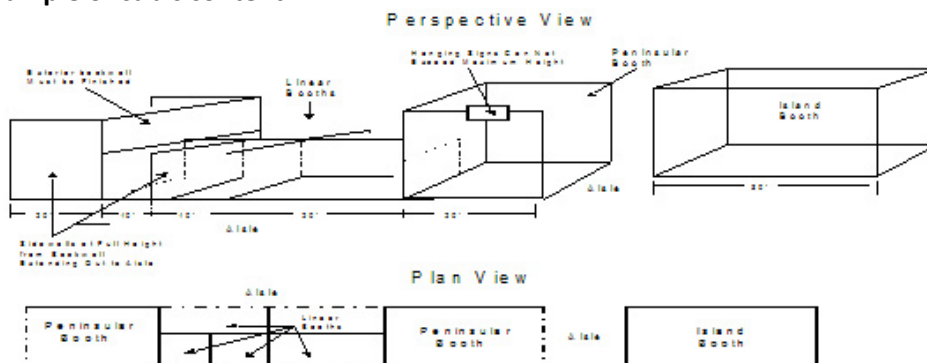 Perspective View
Exterior backwall
Must be Finished
Linear
Booths
Hanging Signs Can Not
Exceed Maximum Height
Peninsular
Booth
Island
Booth
Aisle
Aisle
Sidewalls at Full Height
from Backwall
Extending Out to Aisle
Plan View
Aisle
Peninsular
Booth
Linear
Booths
Peninsular
Booth
Aisle
Island
Booth